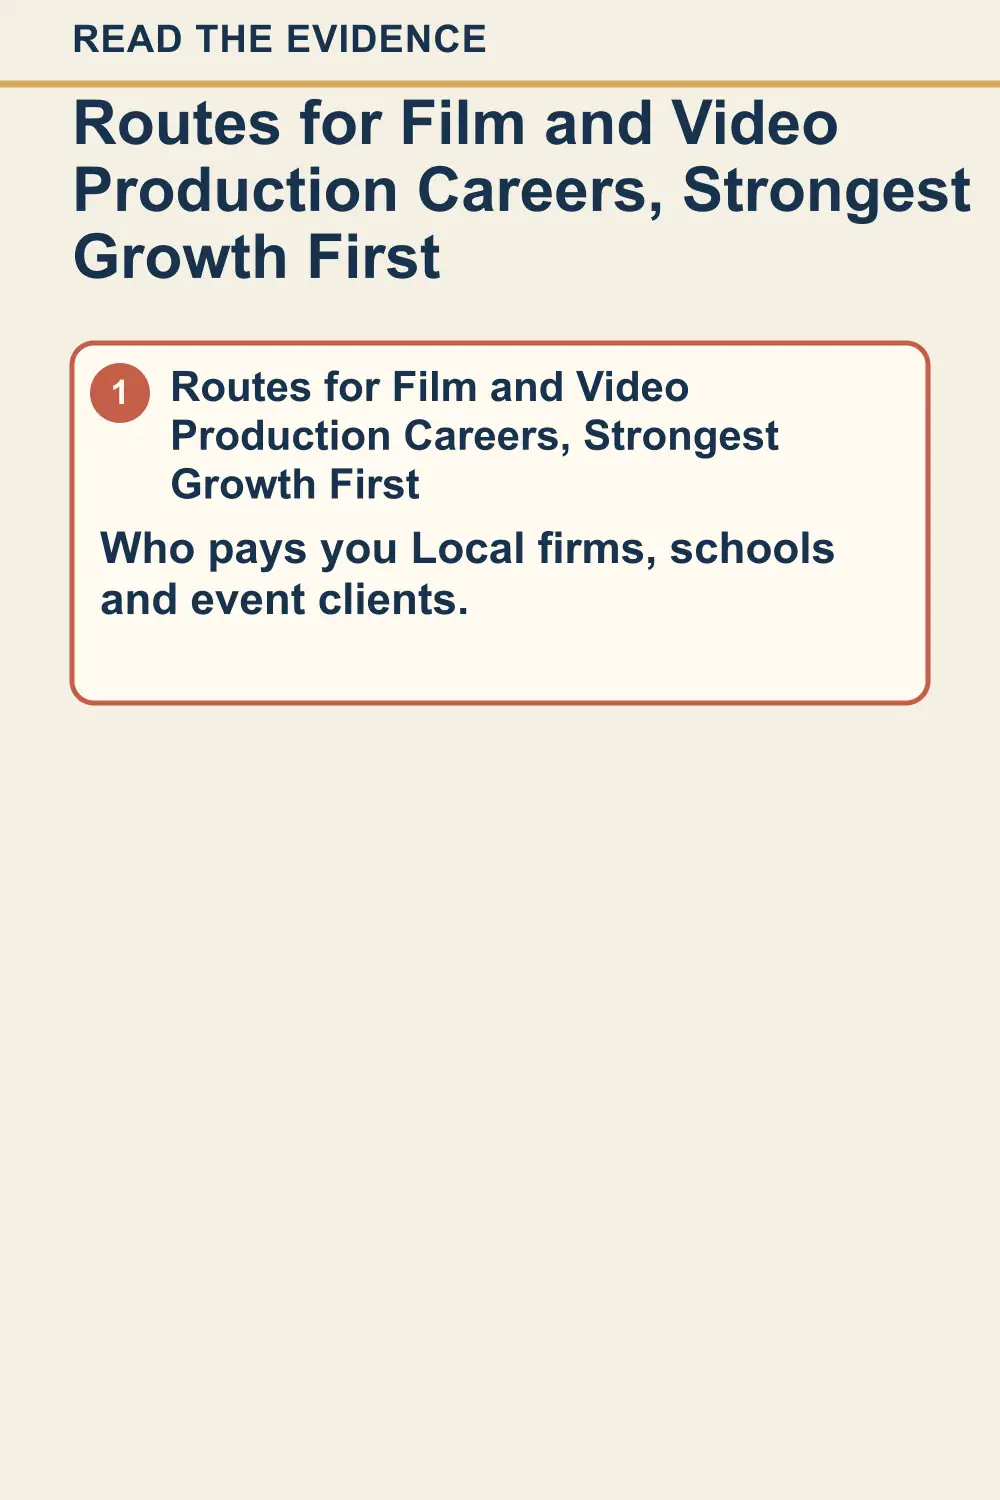 READ THE EVIDENCE
Routes for Film and Video
Production Careers, Strongest
Growth First
1
Routes for Film and Video
Production Careers, Strongest
Growth First
Who pays you Local firms, schools
and event clients.